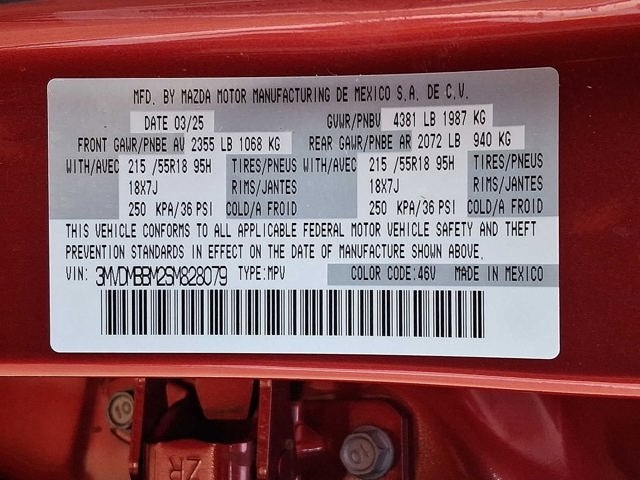 MFD. BY MAZDA MOTOR MANUFACTURING DE MEXICO S.A. DE C.V.
DATE 03/25 GVWR/PNBV 4381 LB 1987 KG
FRONT GAWR/PNBE AV 2355 LB 1068 KG REAR GAWR/PNBE AR 2072 LB 940 KG
WITH/AVEC 215 /55R18 95H TIRES/PNEUS WITH/AVEC 215 /55R18 95H TIRES/PNEUS
18X7J RIMS/JANTES 18X7J RIMS/JANTES
250 KPA/36 PSI COLD/A FROID 250 KPA/36 PSI COLD/A FROID
THIS VEHICLE CONFORMS TO ALL APPLICABLE FEDERAL MOTOR VEHICLE SAFETY AND THEFT
PREVENTION STANDARDS IN EFFECT ON THE DATE OF MANUFACTURE SHOWN ABOVE.
VIN: 3MVDMBBM2SM828079 TYPE:MPV COLOR CODE:46V MADE IN MEXICO
10 10
ZR